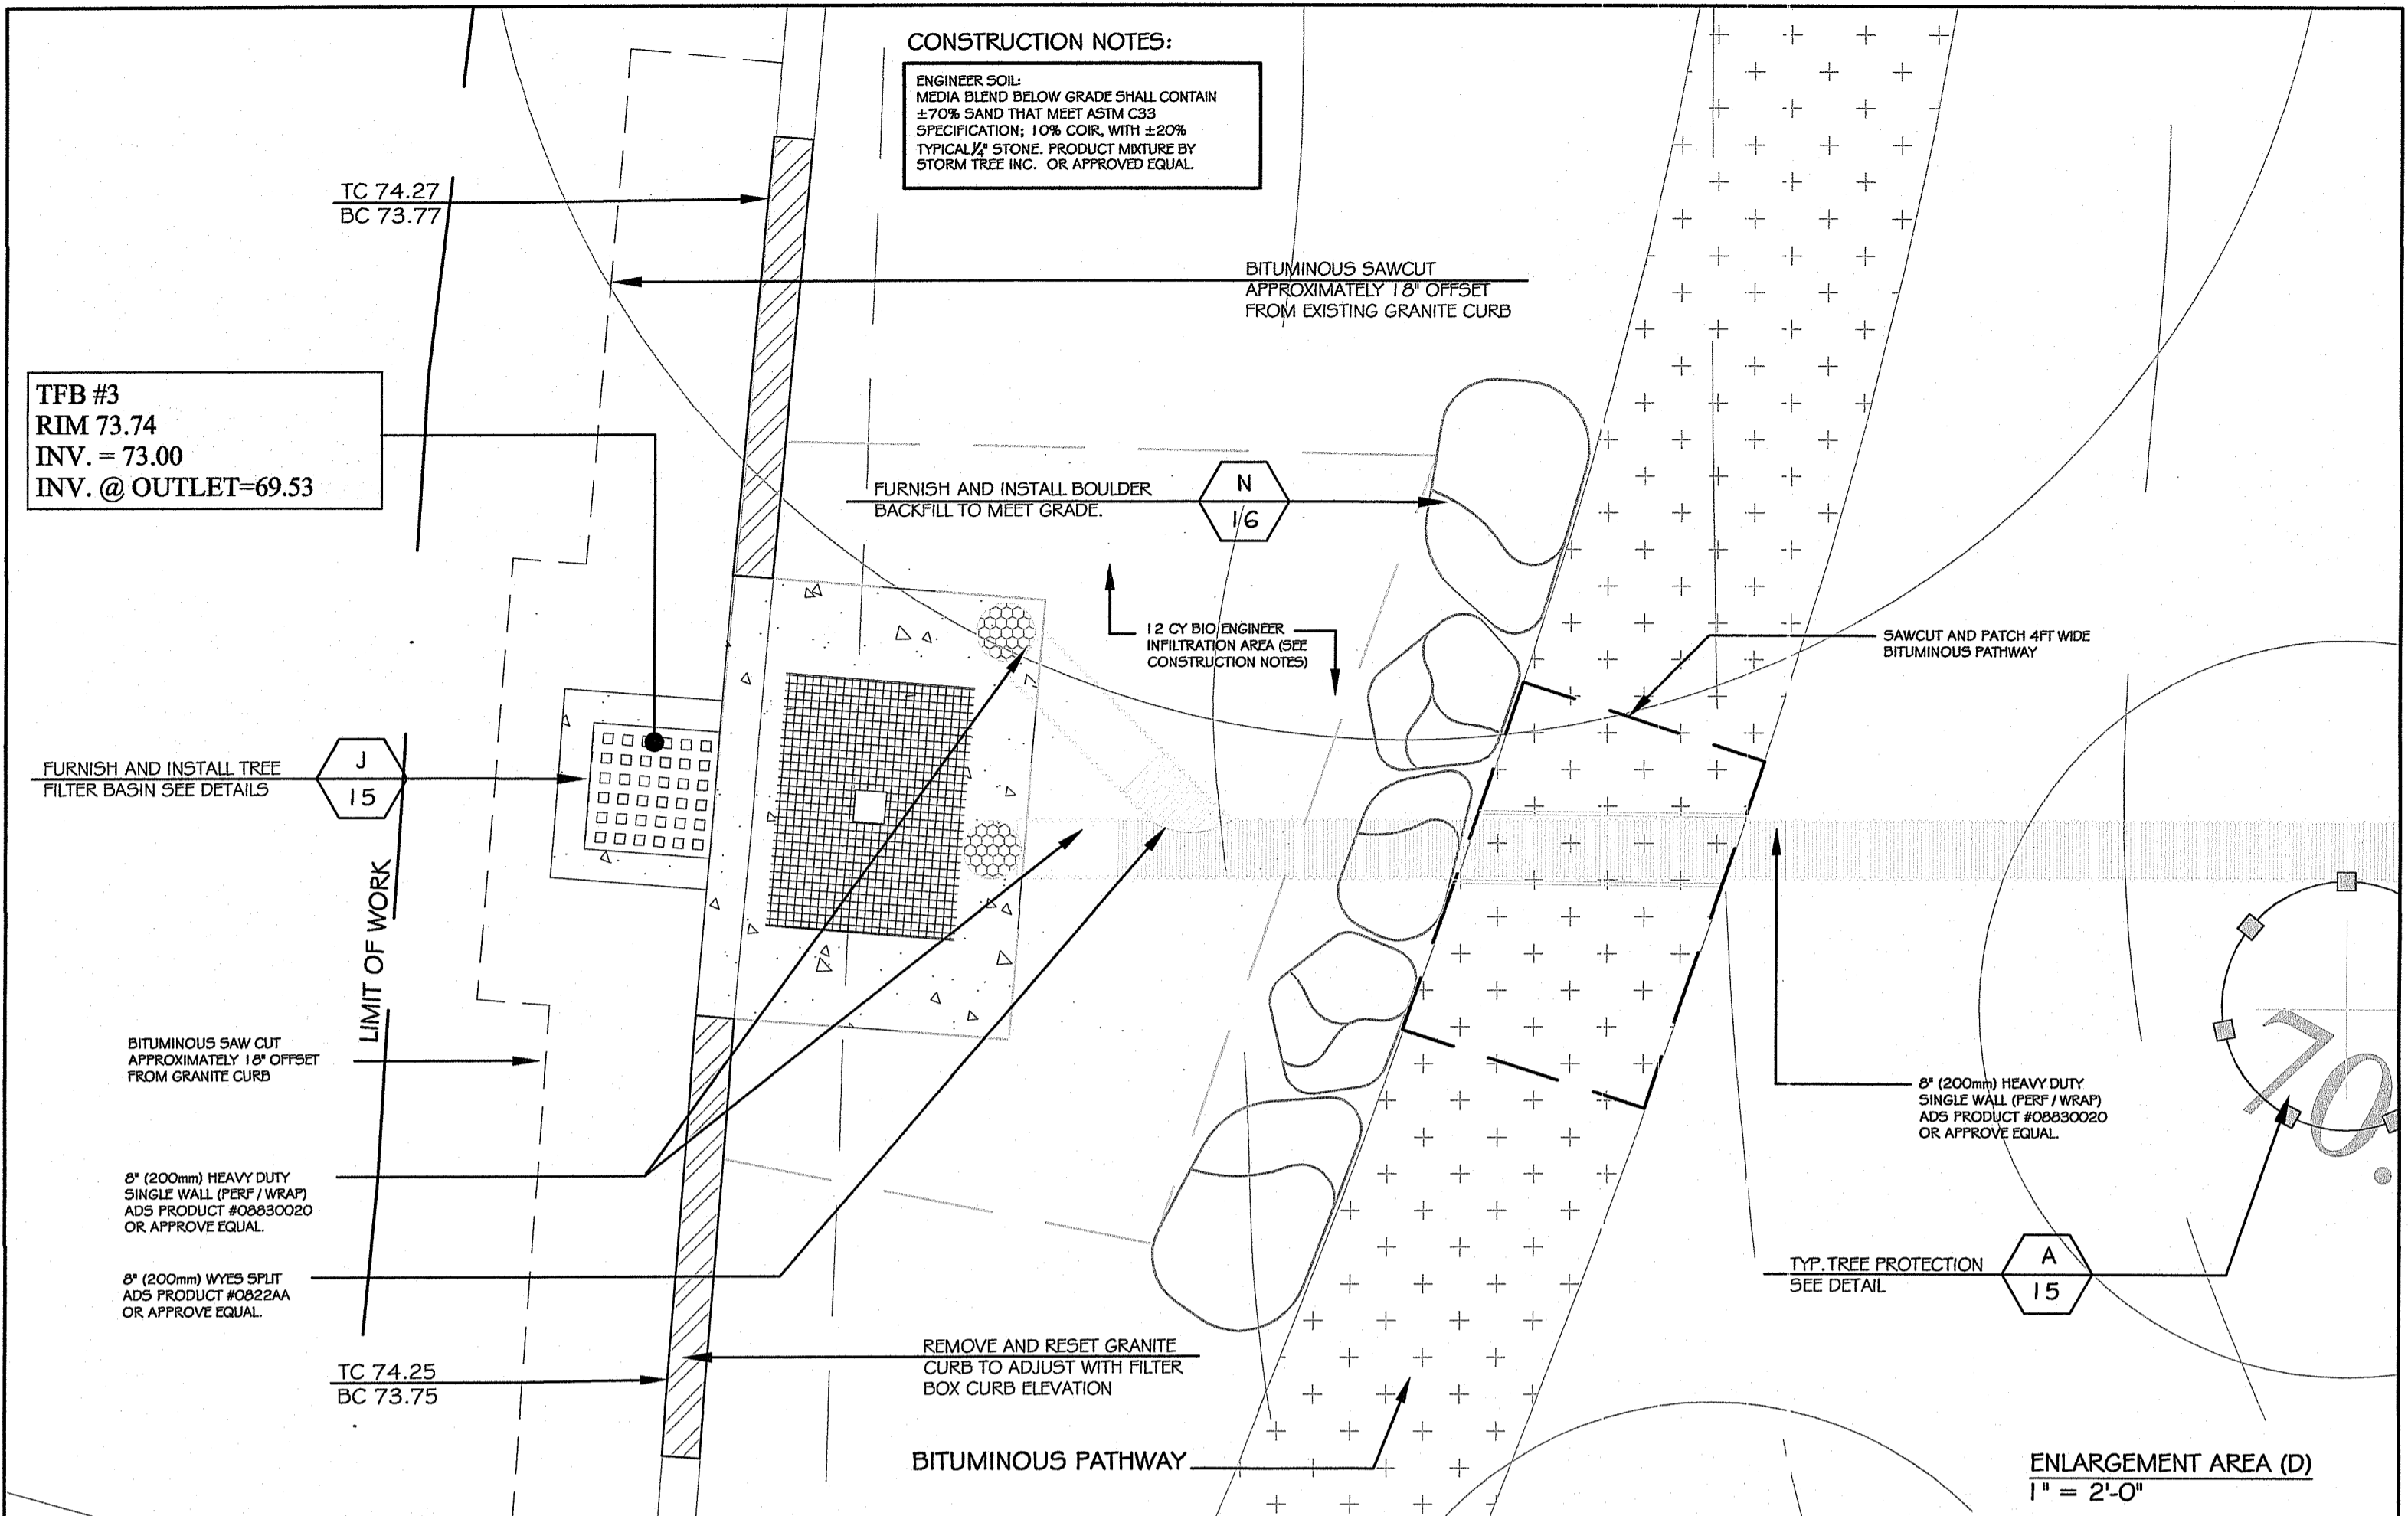 CONSTRUCTION NOTES:
ENGINEER SOIL:
MEDIA BLEND BELOW GRADE SHALL CONTAIN
±70% SAND THAT MEET ASTM C33
SPECIFICATION; 10% COIR, WITH ±20%
TYPICAL 1/4" STONE. PRODUCT MIXTURE BY
STORM TREE INC. OR APPROVED EQUAL.
TC 74.27
BC 73.77
BITUMINOUS SAWCUT
APPROXIMATELY 18" OFFSET
FROM EXISTING GRANITE CURB
TFB #3
RIM 73.74
INV. = 73.00
INV. @ OUTLET=69.53
FURNISH AND INSTALL BOULDER
BACKFILL TO MEET GRADE.
N
16
12 CY BIO ENGINEER
INFILTRATION AREA (SEE
CONSTRUCTION NOTES)
SAWCUT AND PATCH 4FT WIDE
BITUMINOUS PATHWAY
FURNISH AND INSTALL TREE
FILTER BASIN SEE DETAILS
J
15
LIMIT OF WORK
BITUMINOUS SAW CUT
APPROXIMATELY 18" OFFSET
FROM GRANITE CURB
8" (200mm) HEAVY DUTY
SINGLE WALL (PERF / WRAP)
ADS PRODUCT #08830020
OR APPROVE EQUAL.
8" (200mm) HEAVY DUTY
SINGLE WALL (PERF / WRAP)
ADS PRODUCT #08830020
OR APPROVE EQUAL.
70.
8" (200mm) WYES SPLIT
ADS PRODUCT #0822AA
OR APPROVE EQUAL.
TYP. TREE PROTECTION
SEE DETAIL
A
15
TC 74.25
BC 73.75
REMOVE AND RESET GRANITE
CURB TO ADJUST WITH FILTER
BOX CURB ELEVATION
BITUMINOUS PATHWAY
ENLARGEMENT AREA (D)
1" = 2'-0"